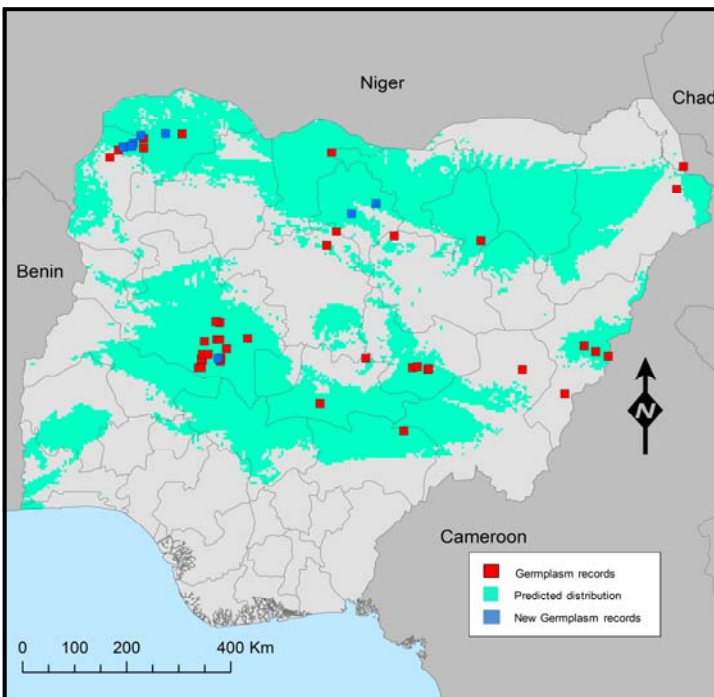 Niger
Chad
Benin
N
Cameroon
Germplasm records
Predicted distribution
New Germplasm records
0 100 200 400 Km